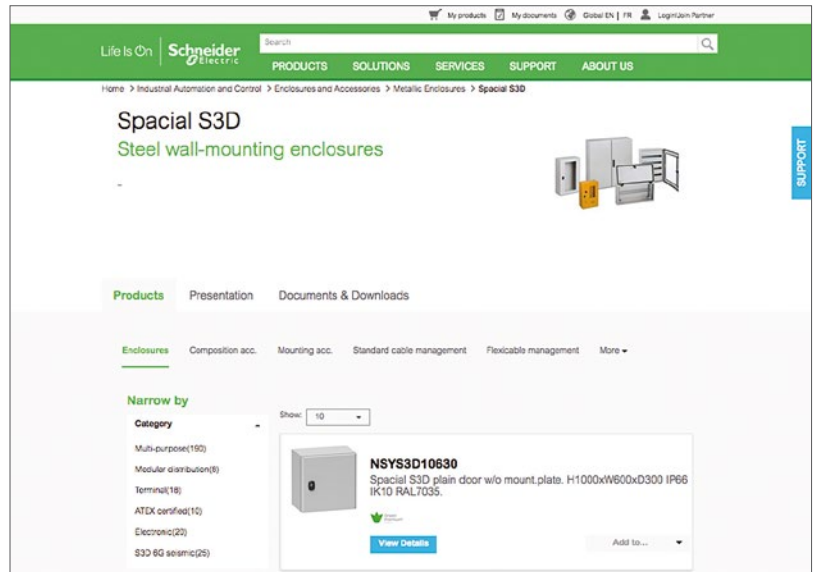 My products My documents Global EN | FR Login/Join Partner
Life Is On Schneider Electric
Search
PRODUCTS SOLUTIONS SERVICES SUPPORT ABOUT US
Home > Industrial Automation and Control > Enclosures and Accessories > Metallic Enclosures > Spacial S3D
Spacial S3D
Steel wall-mounting enclosures
-
SUPPORT
Products Presentation Documents & Downloads
Enclosures Composition acc. Mounting acc. Standard cable management Flexicable management More
Narrow by
Category
Multi-purpose(190)
Modular distribution(8)
Terminal(18)
ATEX certified(10)
Electronic(20)
S3D 6G seismic(25)
Show: 10
NSYS3D10630
Spacial S3D plain door w/o mount.plate. H1000xW600xD300 IP66
IK10 RAL7035.
Green
Premium
View Details Add to...